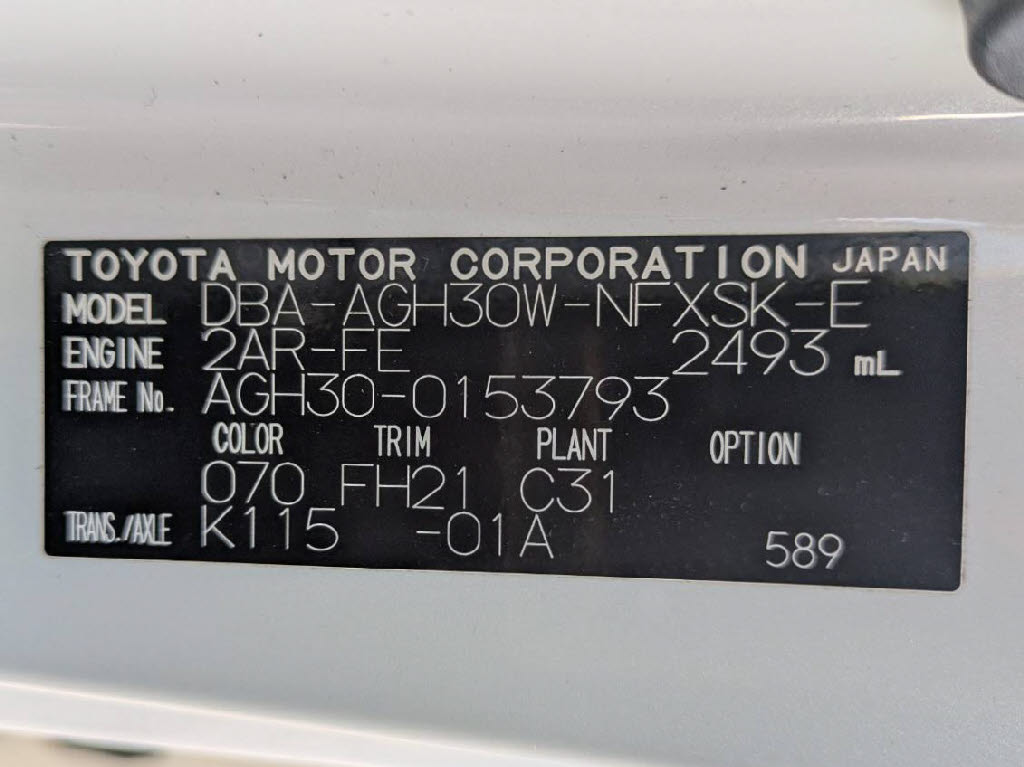 TOYOTA MOTOR CORPORATION JAPAN
MODEL DBA-AGH30W-NFXSK-E
ENGINE 2AR-FE 2493 mL
FRAME No. AGH30-0153793
COLOR TRIM PLANT OPTION
070 FH21 C31
TRANS./AXLE K115 -01A 589